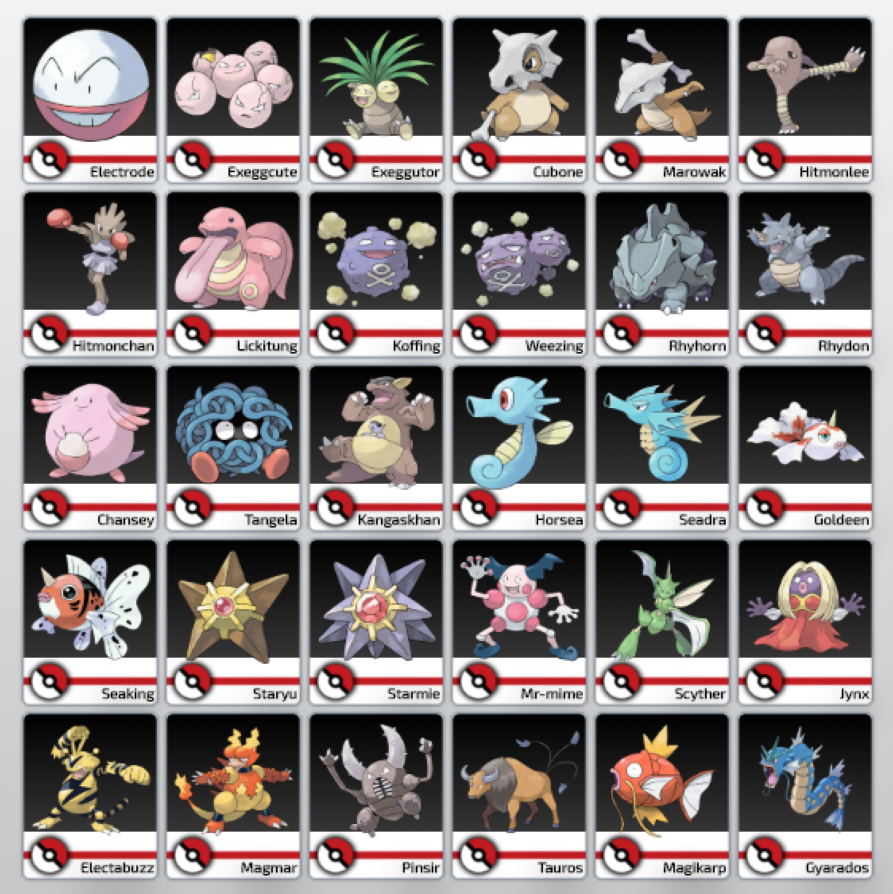 Electrode
Exeggcute
Exeggutor
Cubone
Marowak
Hitmonlee
Hitmonchan
Lickitung
Koffing
Weezing
Rhyhorn
Rhydon
Chansey
Tangela
Kangaskhan
Horsea
Seadra
Goldeen
Seaking
Staryu
Starmie
Mr-mime
Scyther
Jynx
Electabuzz
Magmar
Pinsir
Tauros
Magikarp
Gyarados